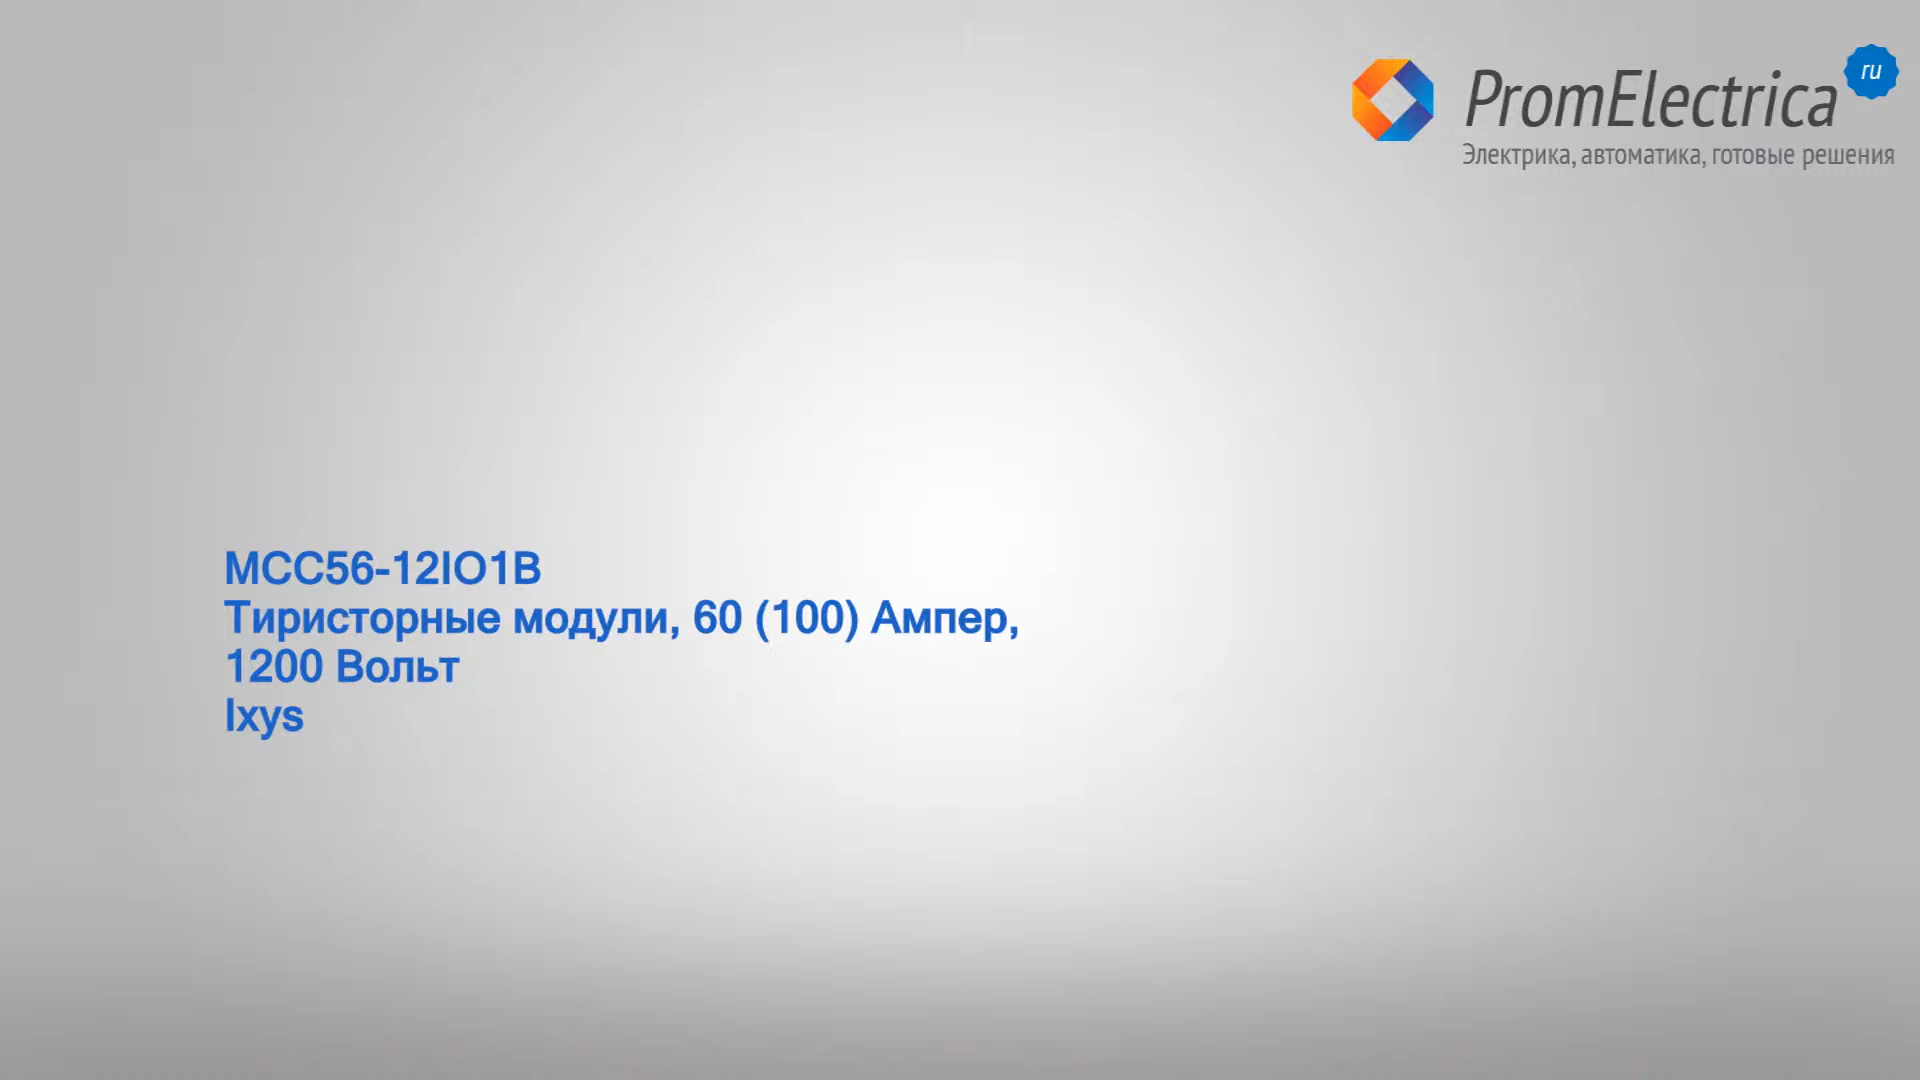 PromElectrica ru
Электрика, автоматика, готовые решения
MCC56-12IO1B
Тиристорные модули, 60 (100) Ампер,
1200 Вольт
Ixys